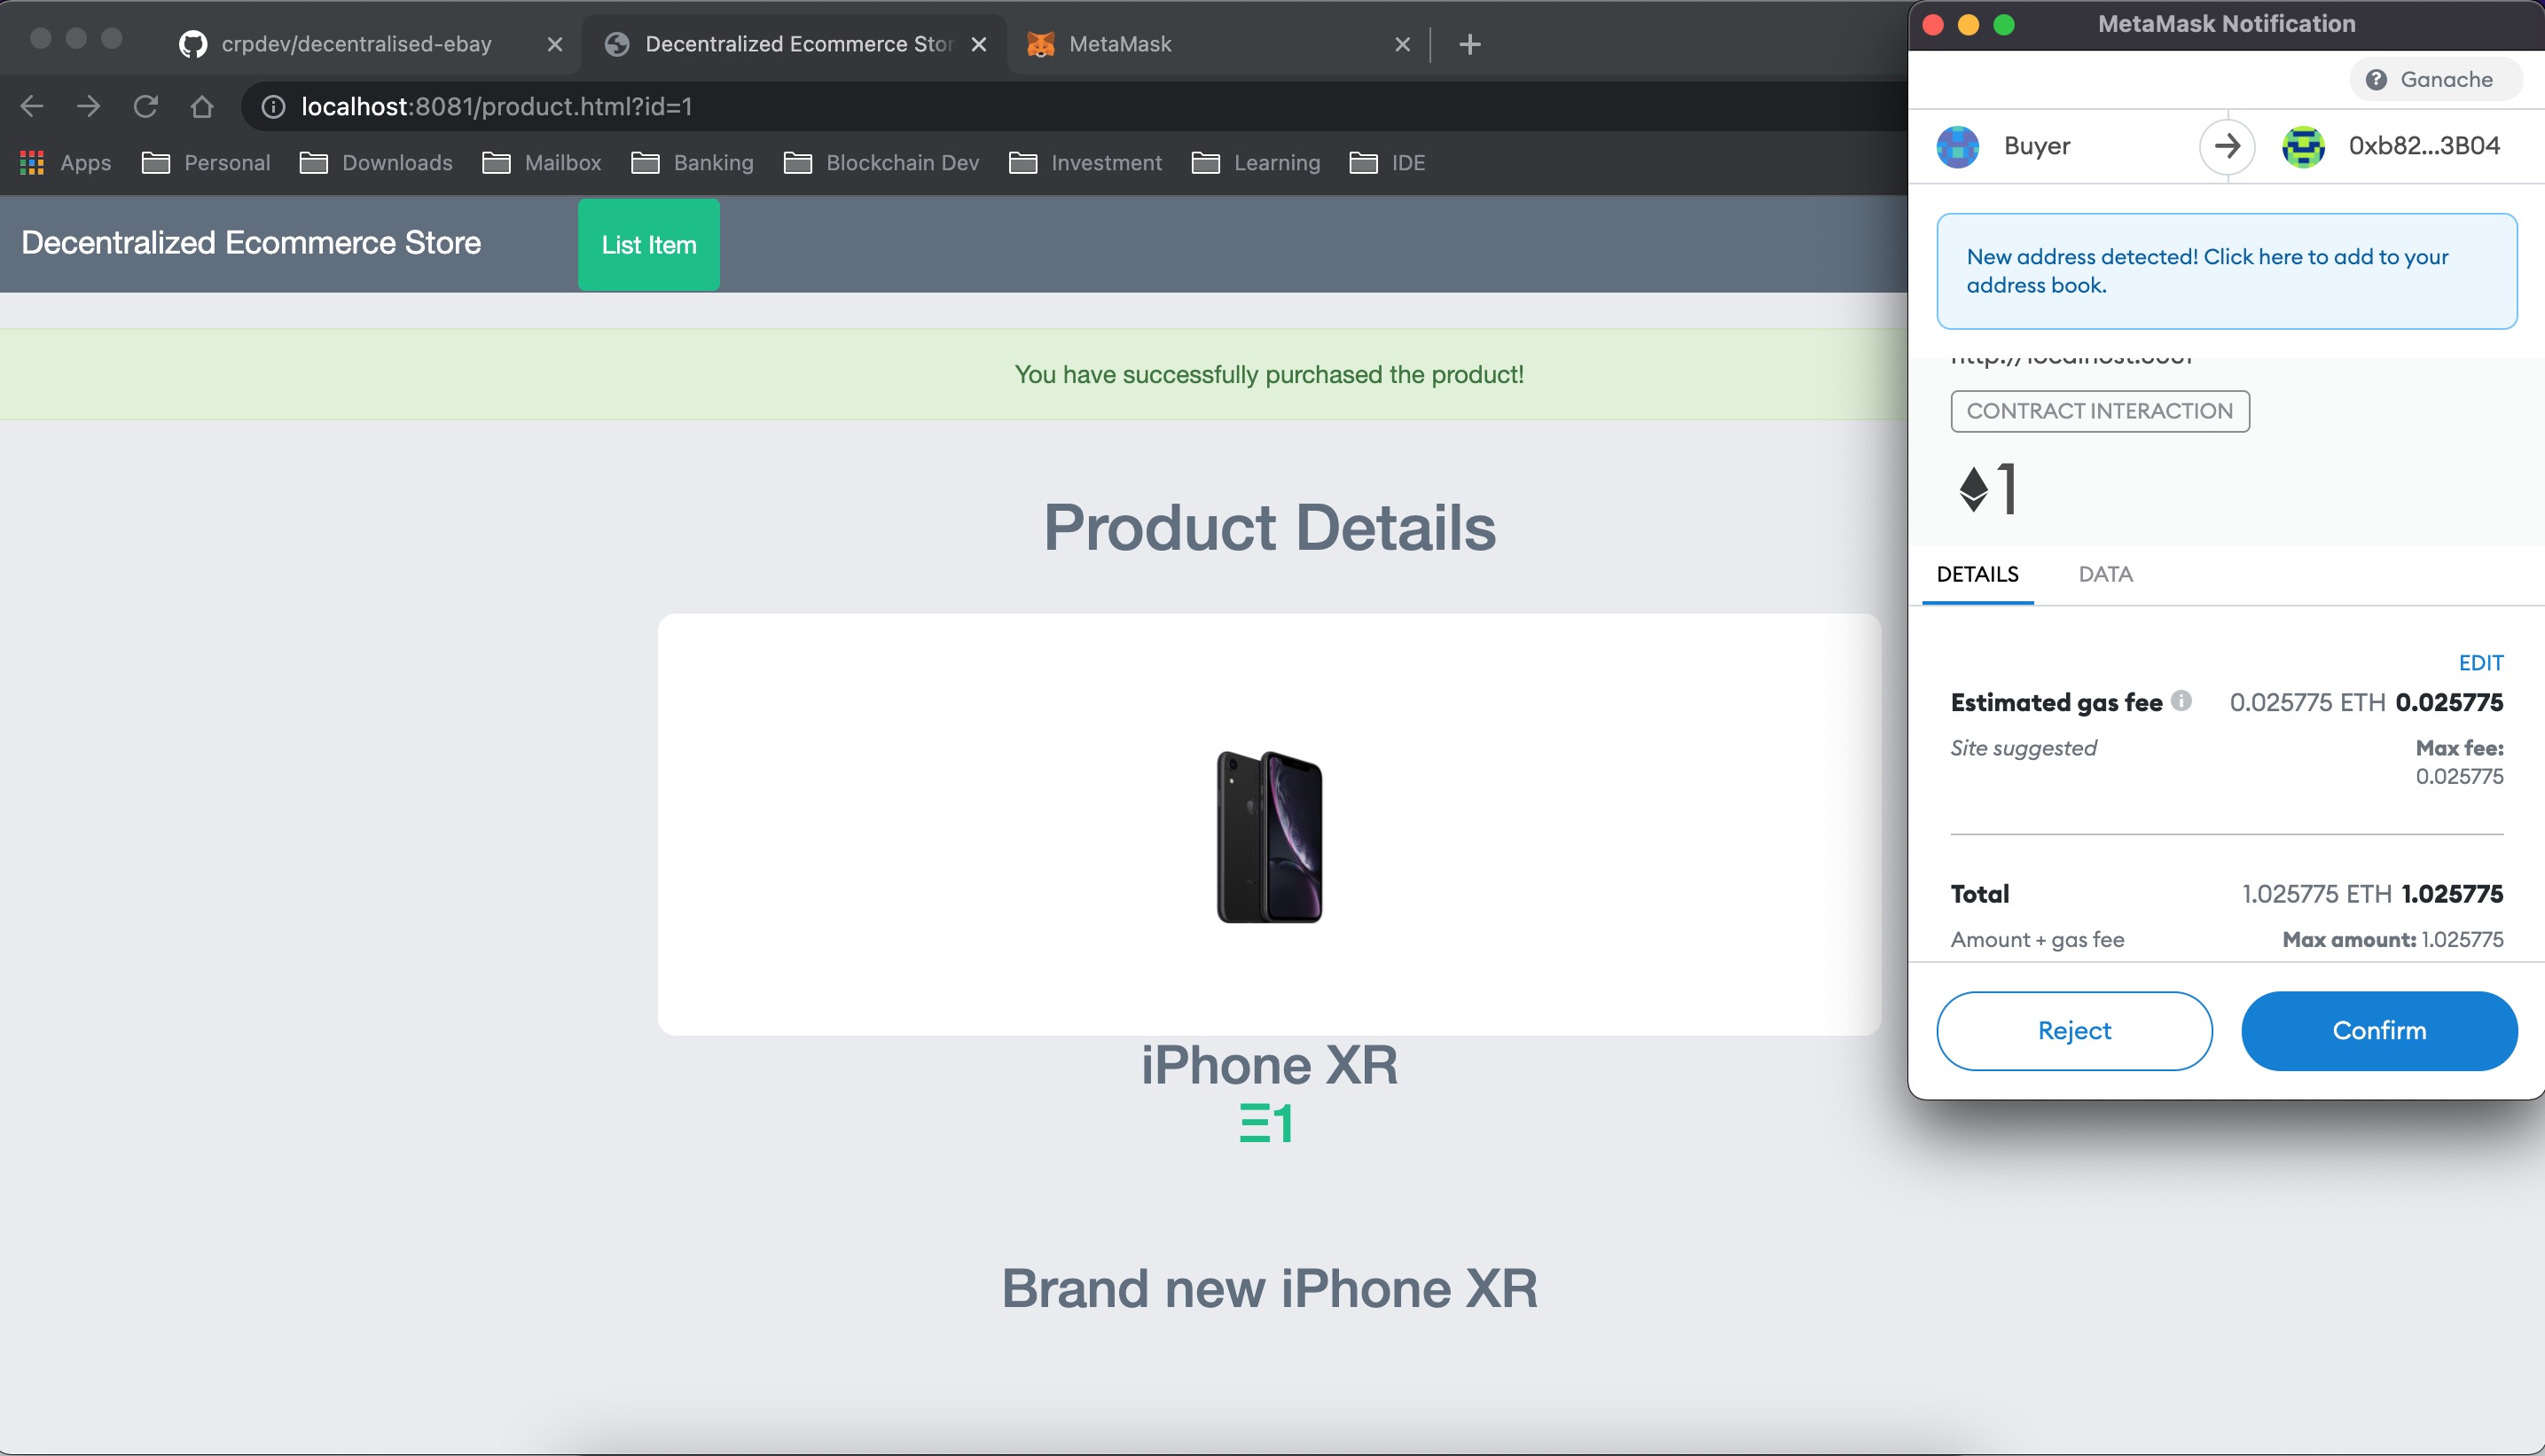 crpdev/decentralised-ebay
Decentralized Ecommerce Stor
MetaMask
localhost:8081/product.html?id=1
Apps
Personal
Downloads
Mailbox
Banking
Blockchain Dev
Investment
Learning
IDE
Decentralized Ecommerce Store
List Item
You have successfully purchased the product!
Product Details
iPhone XR
Ξ1
Brand new iPhone XR
MetaMask Notification
Ganache
Buyer
0xb82...3B04
New address detected! Click here to add to your
address book.
http://localhost:8081
CONTRACT INTERACTION
1
DETAILS
DATA
EDIT
Estimated gas fee
0.025775 ETH 0.025775
Site suggested
Max fee:
0.025775
Total
1.025775 ETH 1.025775
Amount + gas fee
Max amount: 1.025775
Reject
Confirm